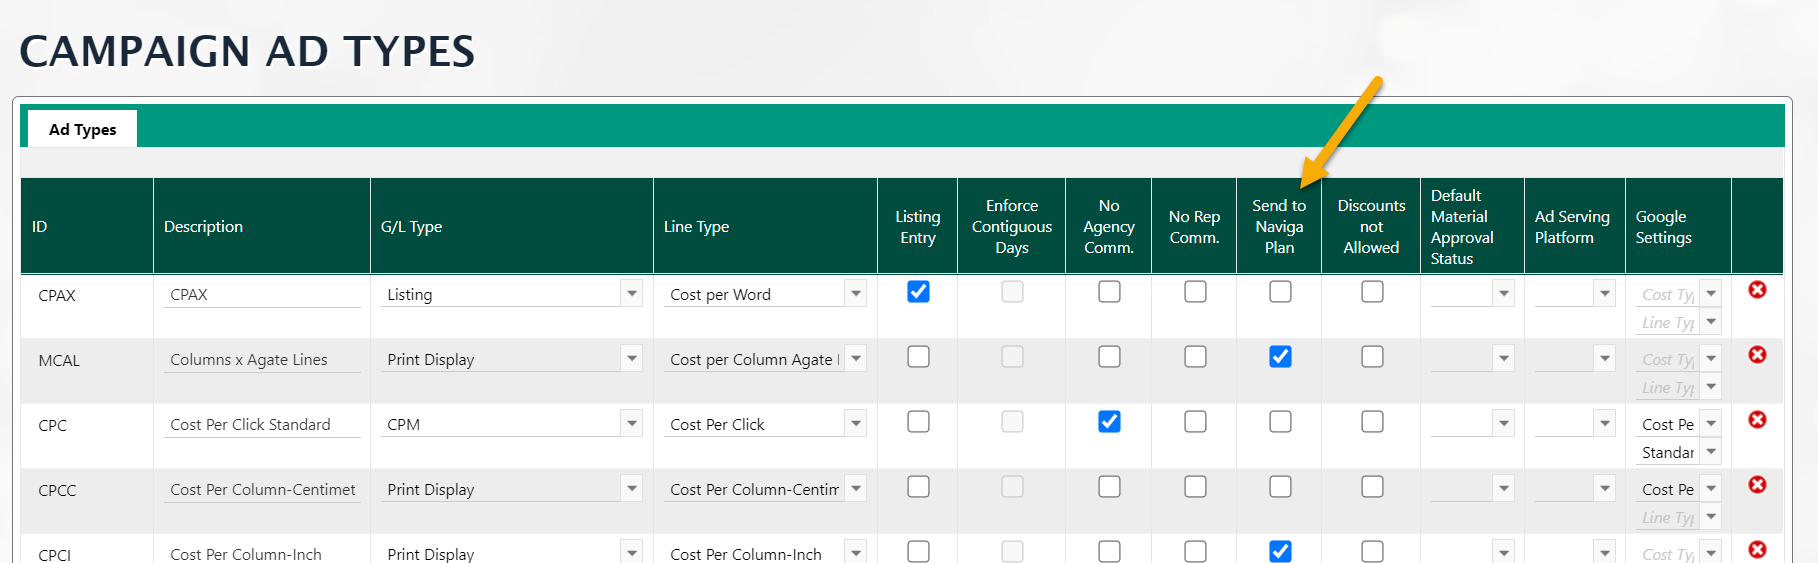 CAMPAIGN AD TYPES
Ad Types
ID Description G/L Type Line Type Listing Entry Enforce Contiguous Days No Agency Comm. No Rep Comm. Send to Naviga Plan Discounts not Allowed Default Material Approval Status Ad Serving Platform Google Settings
CPAX CPAX Listing Cost per Word Cost Ty
Line Typ
MCAL Columns x Agate Lines Print Display Cost per Column Agate Cost Ty
Line Typ
CPC Cost Per Click Standard CPM Cost Per Click Cost Pe
Standar
CPCC Cost Per Column-Centimet Print Display Cost Per Column-Centim Cost Pe
Line Typ
CPCI Cost Per Column-Inch Print Display Cost Per Column-Inch Cost Ty